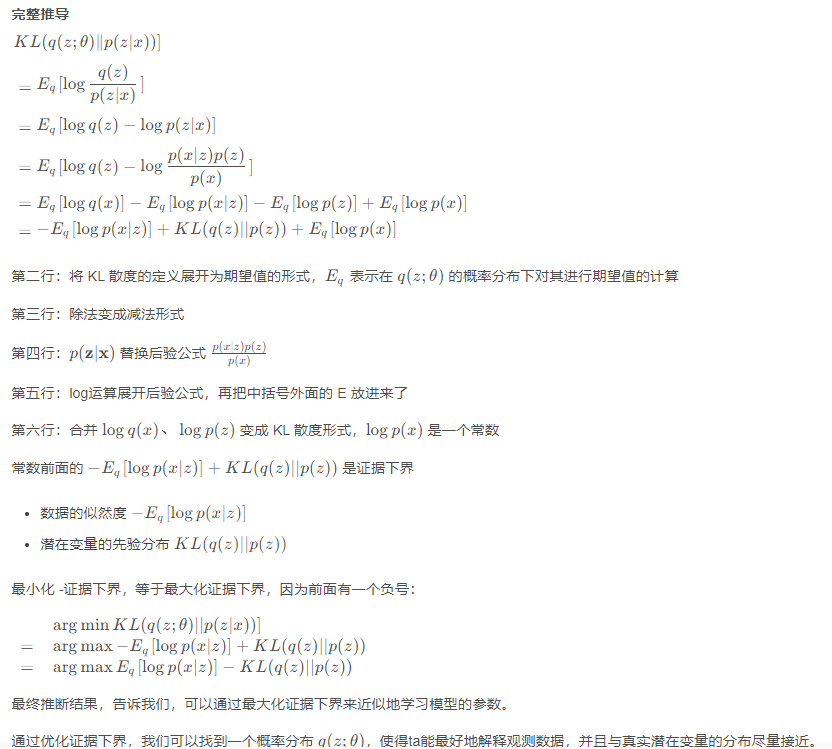 完整推导
KL(q(z;θ)||p(z|x))]
= E_q[log q(z)/p(z|x)]
= E_q[log q(z) − log p(z|x)]
= E_q[log q(z) − log p(x|z)p(z)/p(x)]
= E_q[log q(x)] − E_q[log p(x|z)] − E_q[log p(z)] + E_q[log p(x)]
= −E_q[log p(x|z)] + KL(q(z)||p(z)) + E_q[log p(x)]
第二行：将 KL 散度的定义展开为期望值的形式，E_q 表示在 q(z;θ) 的概率分布下对其进行期望值的计算
第三行：除法变成减法形式
第四行：p(z|x) 替换后验公式 p(x|z)p(z)/p(x)
第五行：log运算展开后验公式，再把中括号外面的 E 放进来了
第六行：合并 log q(x)、 log p(z) 变成 KL 散度形式，log p(x) 是一个常数
常数前面的 −E_q[log p(x|z)] + KL(q(z)||p(z)) 是证据下界
• 数据的似然度 −E_q[log p(x|z)]
• 潜在变量的先验分布 KL(q(z)||p(z))
最小化 -证据下界，等于最大化证据下界，因为前面有一个负号：
arg min KL(q(z;θ)||p(z|x))]
= arg max −E_q[log p(x|z)] + KL(q(z)||p(z))
= arg max E_q[log p(x|z)] − KL(q(z)||p(z))
最终推断结果，告诉我们，可以通过最大化证据下界来近似地学习模型的参数。
通过优化证据下界，我们可以找到一个概率分布 q(z;θ)，使得ta能最好地解释观测数据，并且与真实潜在变量的分布尽量接近。